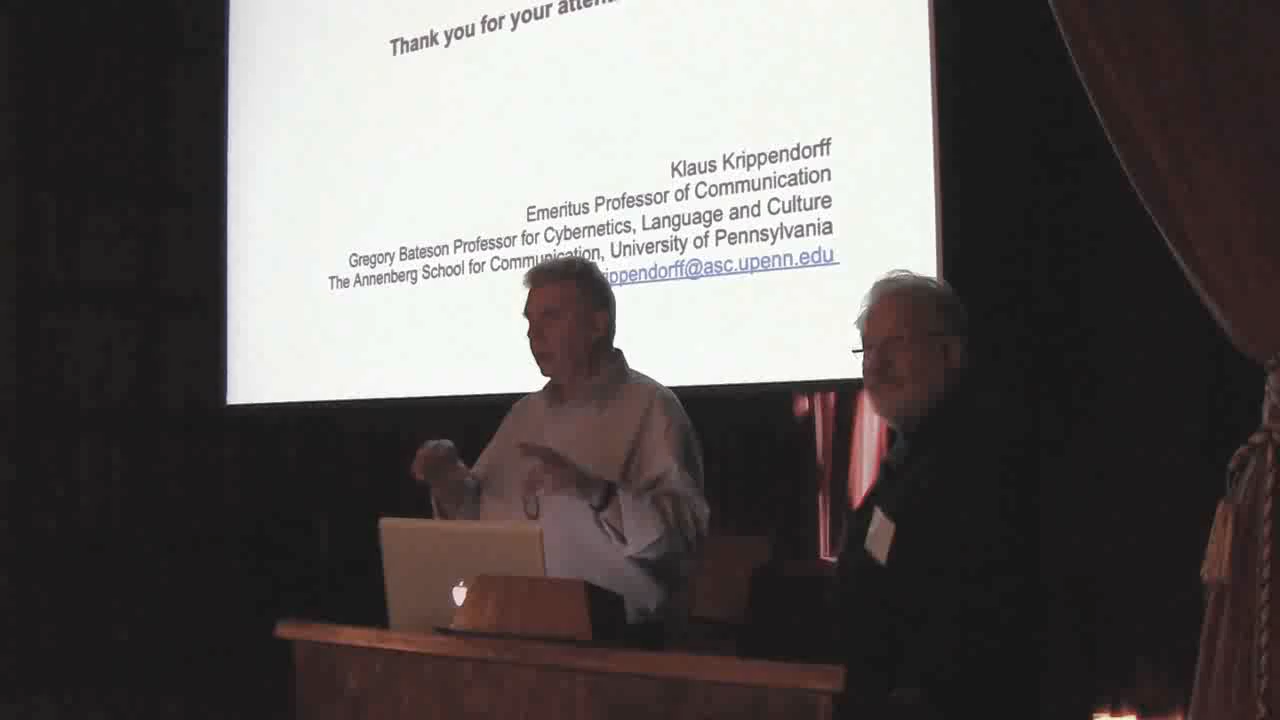 Thank you for your
Klaus Krippendorff
Emeritus Professor of Communication
Gregory Bateson Professor for Cybernetics, Language and Culture
The Annenberg School for Communication, University of Pennsylvania
ippendorff@asc.upenn.edu